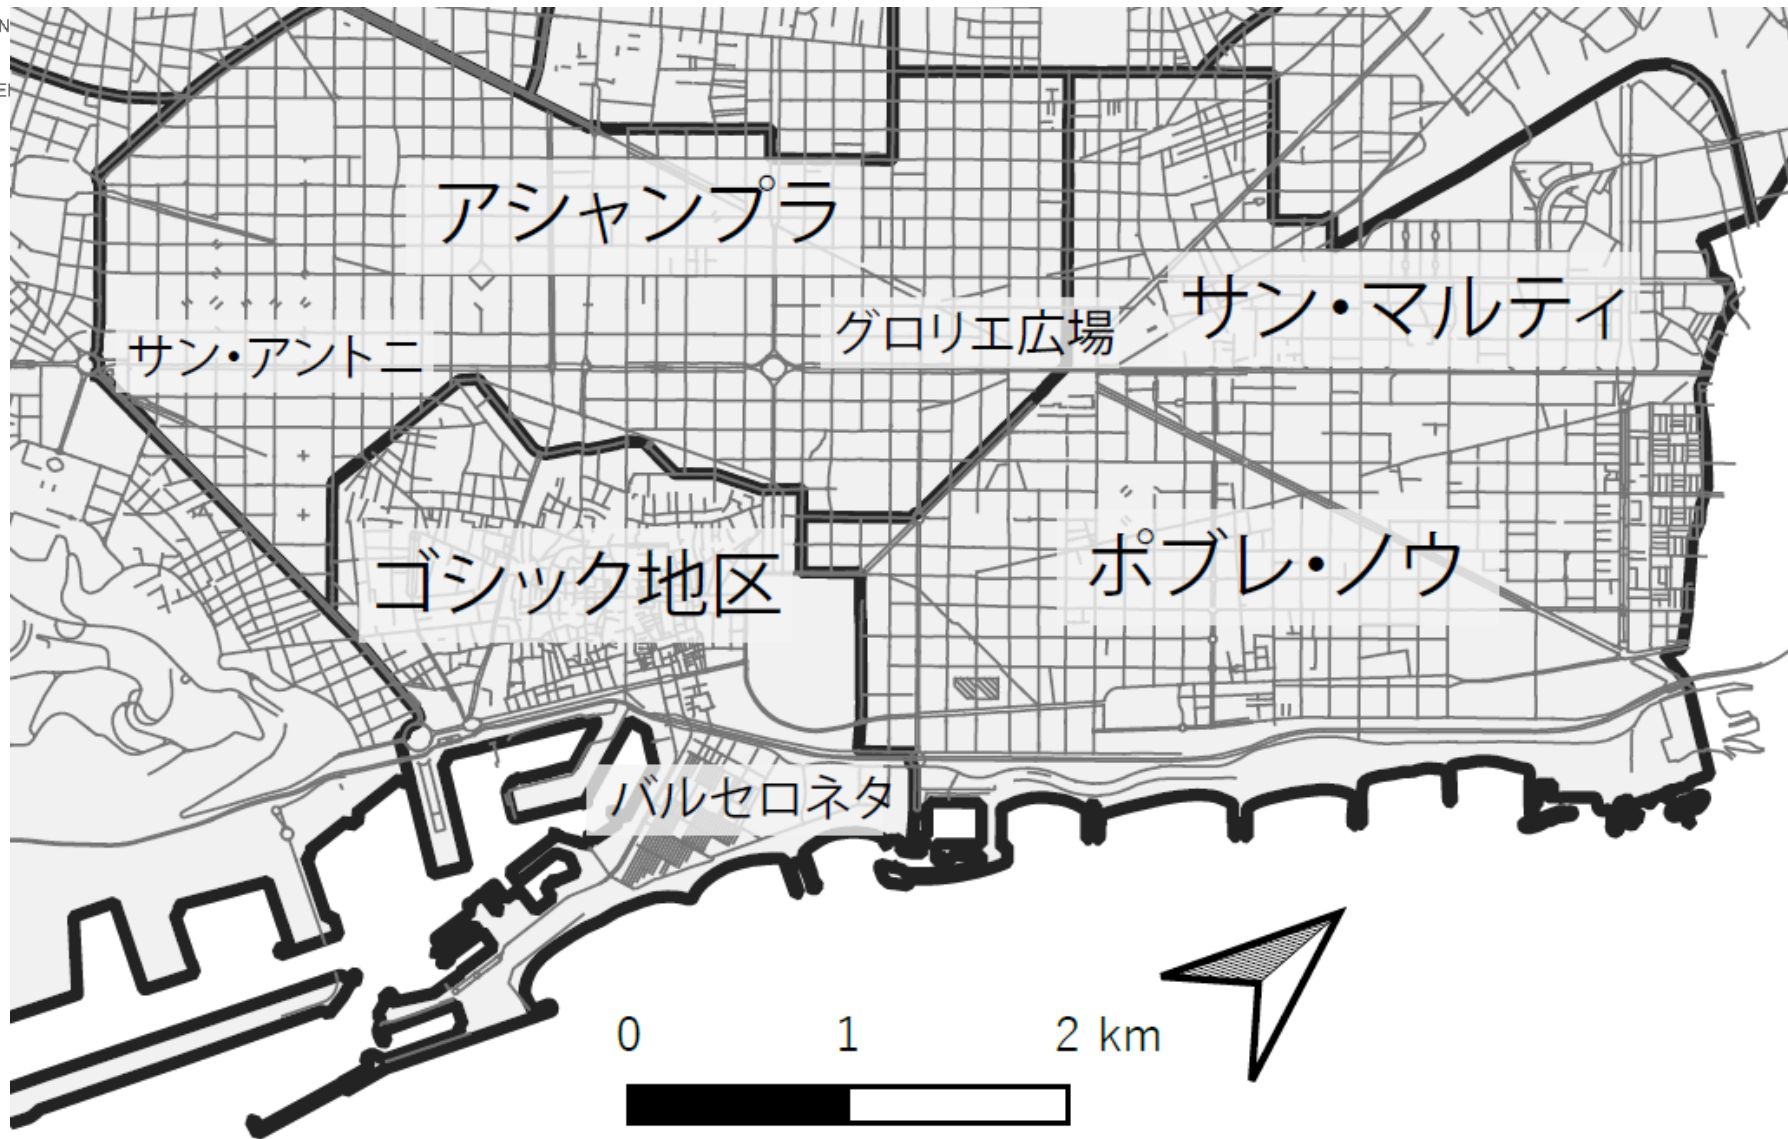 アシャンプラ
サン・マルティ
グロリエ広場
サン・アントニ
ゴシック地区
ポブレ・ノウ
バルセロネタ
0 1 2 km